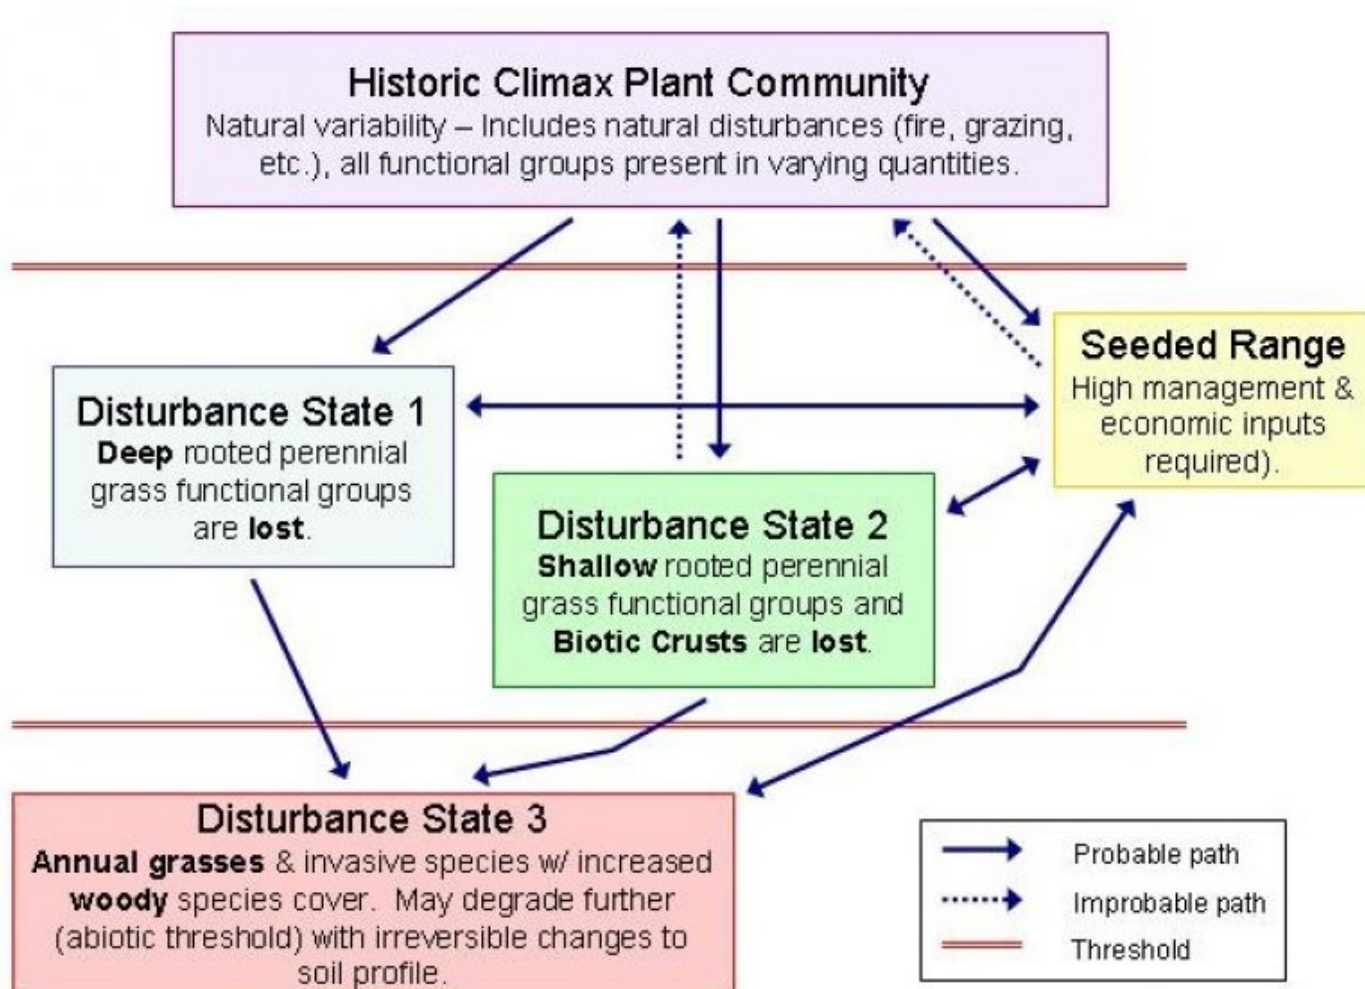 Historic Climax Plant Community
Natural variability – Includes natural disturbances (fire, grazing,
etc.), all functional groups present in varying quantities.
Seeded Range
High management &
economic inputs
required).
Disturbance State 1
Deep rooted perennial
grass functional groups
are lost.
Disturbance State 2
Shallow rooted perennial
grass functional groups and
Biotic Crusts are lost.
Disturbance State 3
Annual grasses & invasive species w/ increased
woody species cover. May degrade further
(abiotic threshold) with irreversible changes to
soil profile.
Probable path
Improbable path
Threshold